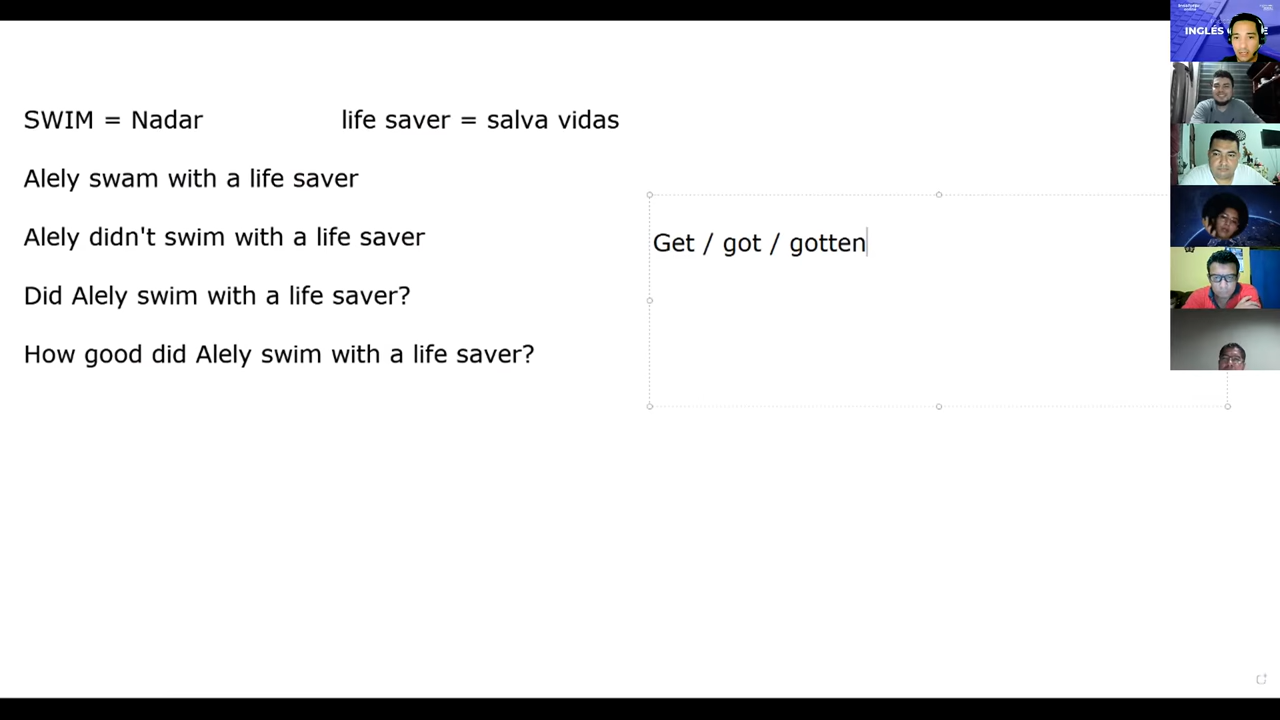 SWIM = Nadar life saver = salva vidas
Alely swam with a life saver
Alely didn't swim with a life saver
Did Alely swim with a life saver?
How good did Alely swim with a life saver?
Get / got / gotten
INGLÉS